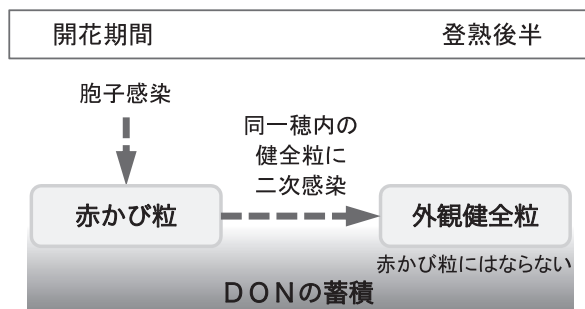 開花期間
登熟後半
胞子感染
同一穂内の
健全粒に
二次感染
赤かび粒
外観健全粒
赤かび粒にはならない
DONの蓄積